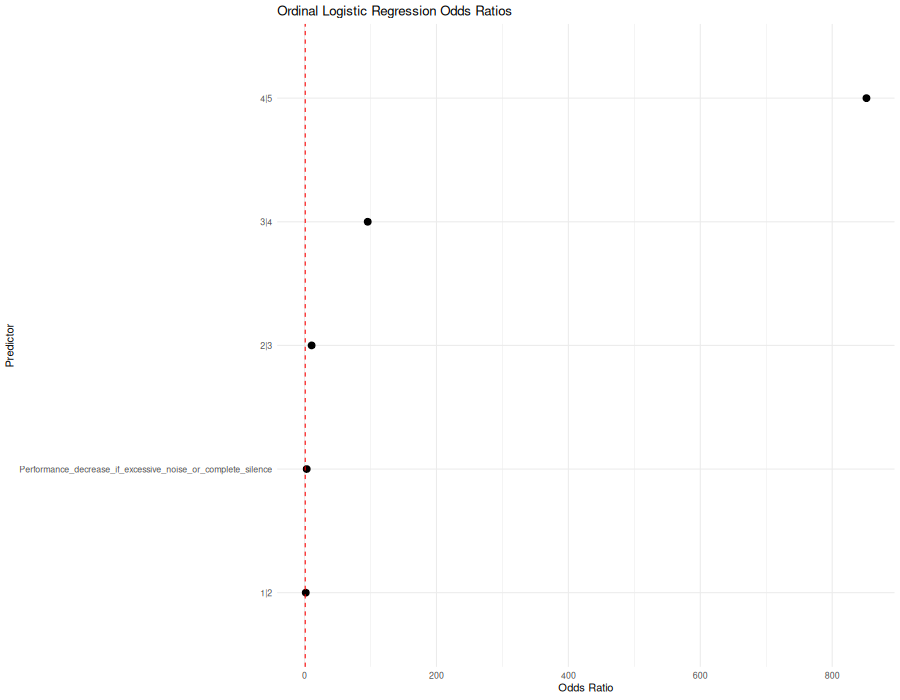 Ordinal Logistic Regression Odds Ratios
Predictor
4|5
3|4
2|3
Performance_decrease_if_excessive_noise_or_complete_silence
1|2
0 200 400 600 800
Odds Ratio